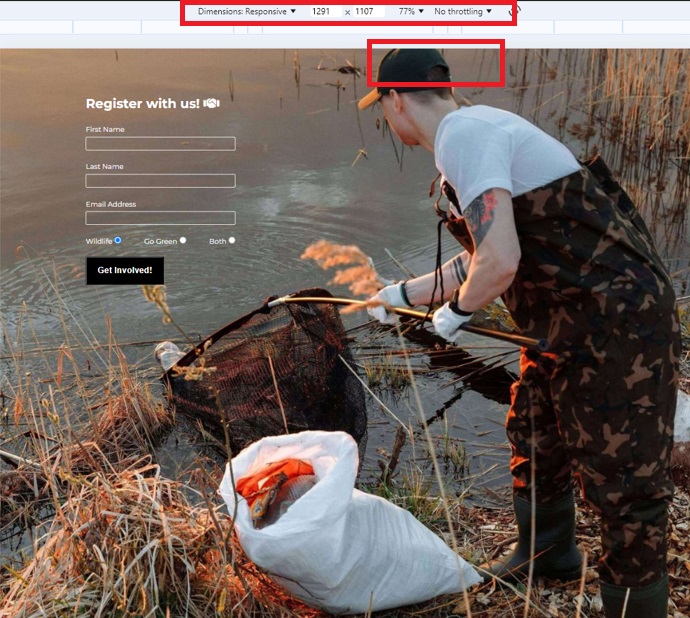 Dimensions: Responsive ▼ 1291 × 1107 77% ▼ No throttling ▼
Register with us!
First Name
Last Name
Email Address
Wildlife Go Green Both
Get Involved!